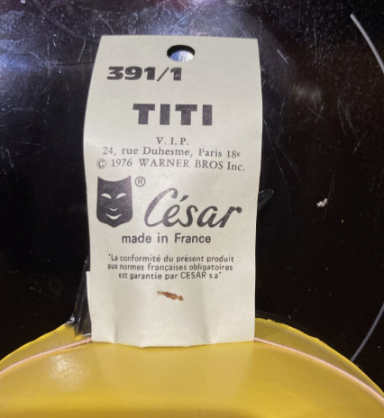 391/1
TITI
V. I. P.
24, rue Duhesme, Paris 18e
© 1976 WARNER BROS Inc.
®
César
made in France
"La conformité du présent produit
aux normes françaises obligatoires
est garantie par CESAR s a"